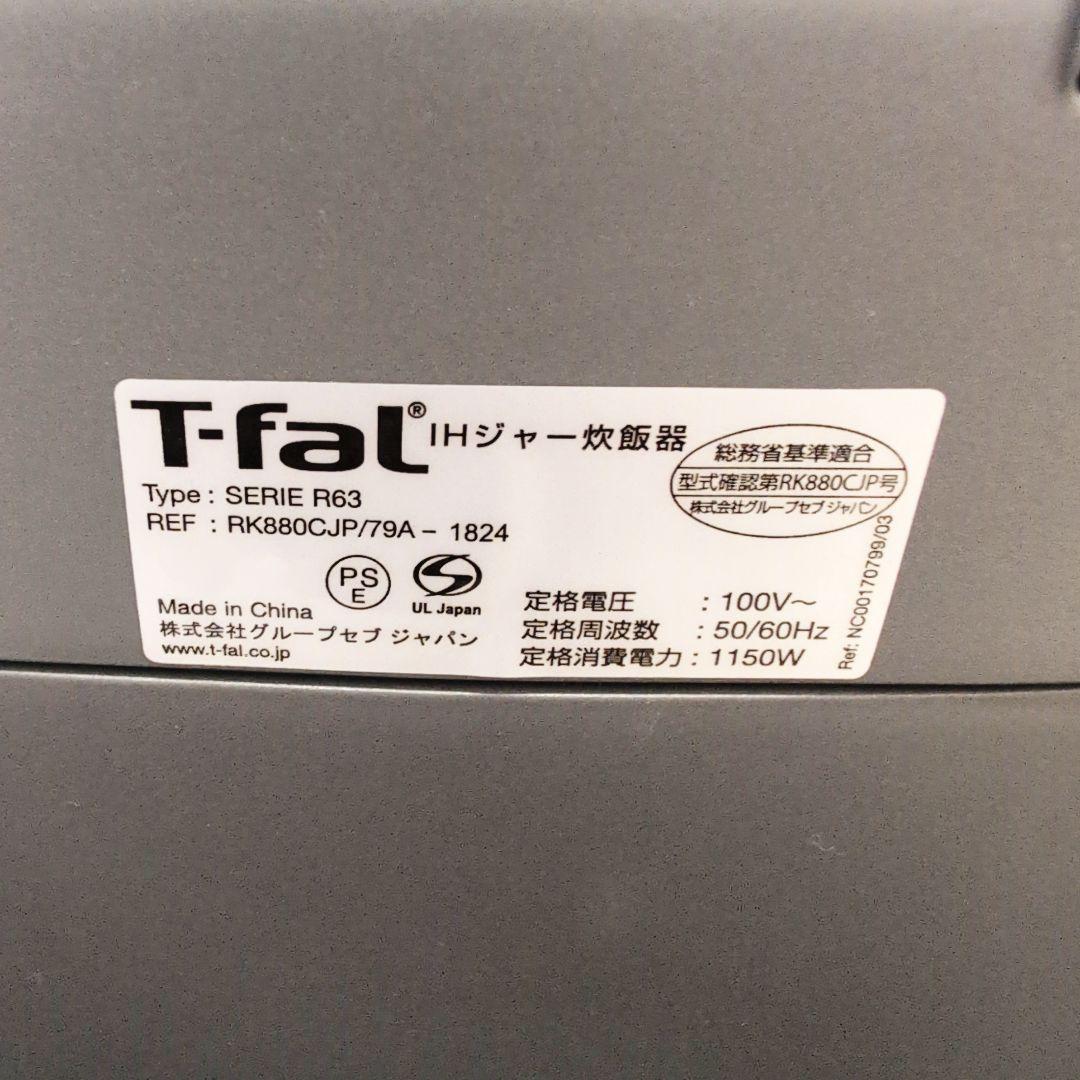 T-fal® IHジャー炊飯器
Type : SERIE R63
REF : RK880CJP/79A – 1824
総務省基準適合
型式確認第RK880CJP号
株式会社グループセブ ジャパン
PS
E
UL Japan
Made in China
株式会社グループセブ ジャパン
www.t-fal.co.jp
定格電圧 : 100V～
定格周波数 : 50/60Hz
定格消費電力 : 1150W
Ref: NC00170799/03